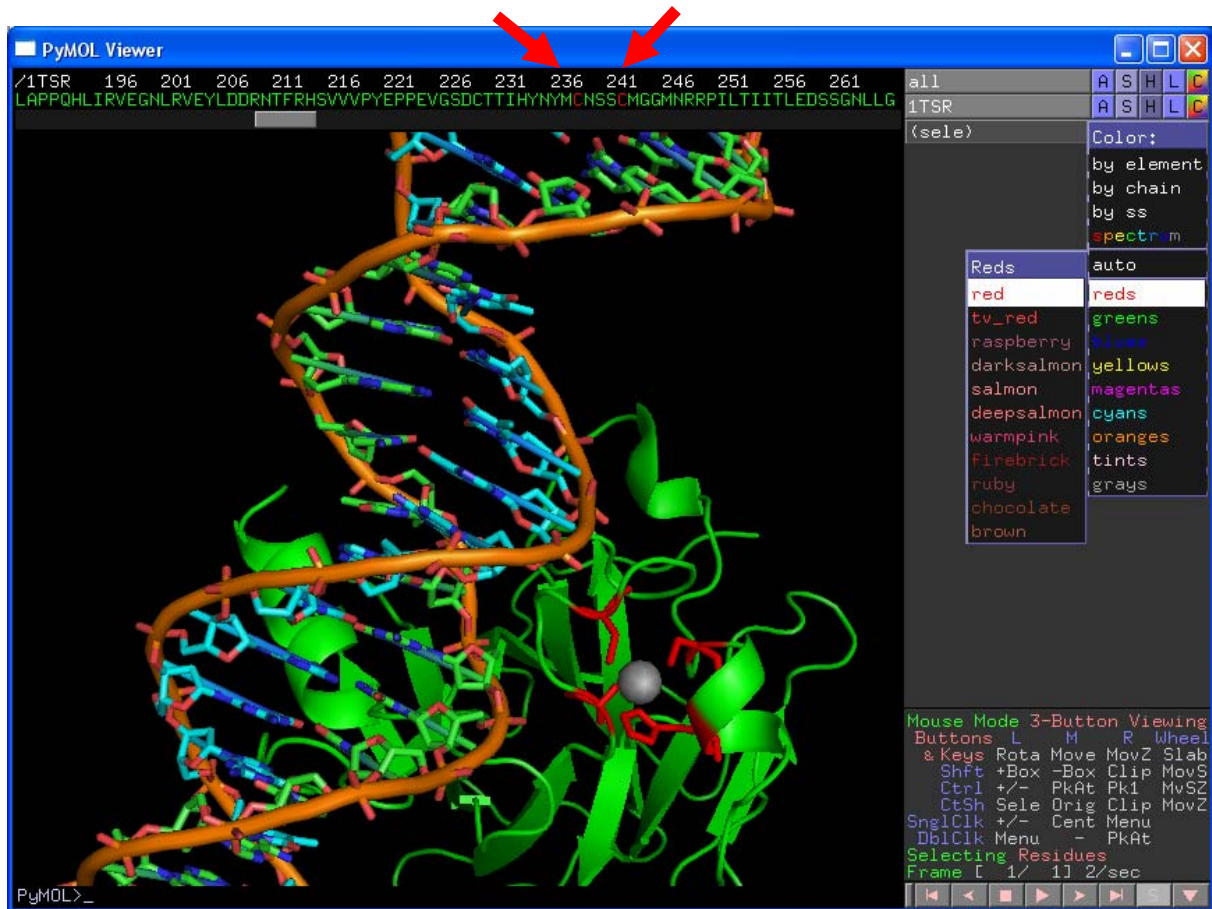 PyMOL Viewer
/1TSR 196 201 206 211 216 221 226 231 236 241 246 251 256 261
LAPPQHLIRVEGNLRVEYLDDRNTFRHSVVVPYEPPEVGSDCTTIHYNYMCNSSCMGGMNRRPILTIITLEDSSGNLLG
all A S H L C
1TSR A S H L C
(sele)
Color:
by element
by chain
by ss
spectrum
auto
reds
greens
blues
yellows
magentas
cyans
oranges
tints
grays
Reds
red
tv_red
raspberry
darksalmon
salmon
deepsalmon
warmpink
firebrick
ruby
chocolate
brown
Mouse Mode 3-Button Viewing
Buttons L M R Wheel
& Keys Rota Move MovZ Slab
Shft +Box -Box Clip MovS
Ctrl +/- PkAt Pk1 MvSZ
CtSh Sele Orig Clip MovZ
SnglClk +/- Cent Menu
DblClk Menu - PkAt
Selecting Residues
Frame [ 1/ 1] 2/sec
S
PyMOL>_